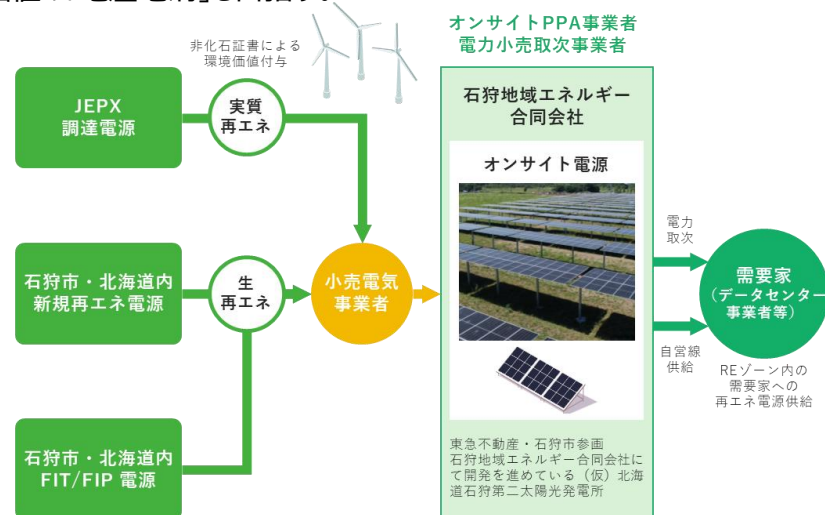 オンサイトPPA事業者
電力小売取次事業者
非化石証書による
環境価値付与
JEPX
調達電源
実質
再エネ
石狩地域エネルギー
合同会社
オンサイト電源
石狩市・北海道内
新規再エネ電源
生
再エネ
小売電気
事業者
電力
取次
需要家
（データセンター
事業者等）
自営線
供給
REゾーン内の
需要家への
再エネ電源供給
石狩市・北海道内
FIT/FIP 電源
東急不動産・石狩市参画
石狩地域エネルギー合同会社に
て開発を進めている（仮）北海
道石狩第二太陽光発電所